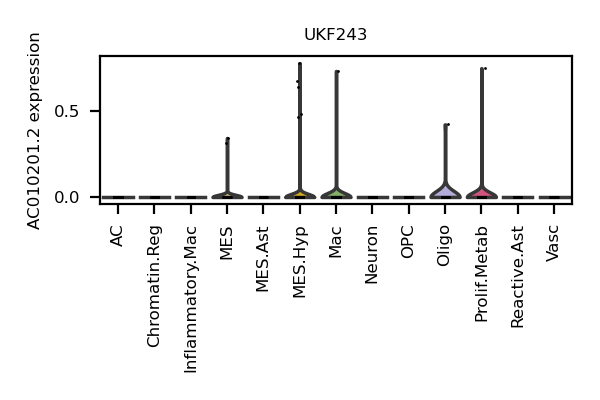 UKF243
AC010201.2 expression
0.5
0.0
AC
Chromatin.Reg
Inflammatory.Mac
MES
MES.Ast
MES.Hyp
Mac
Neuron
OPC
Oligo
Prolif.Metab
Reactive.Ast
Vasc